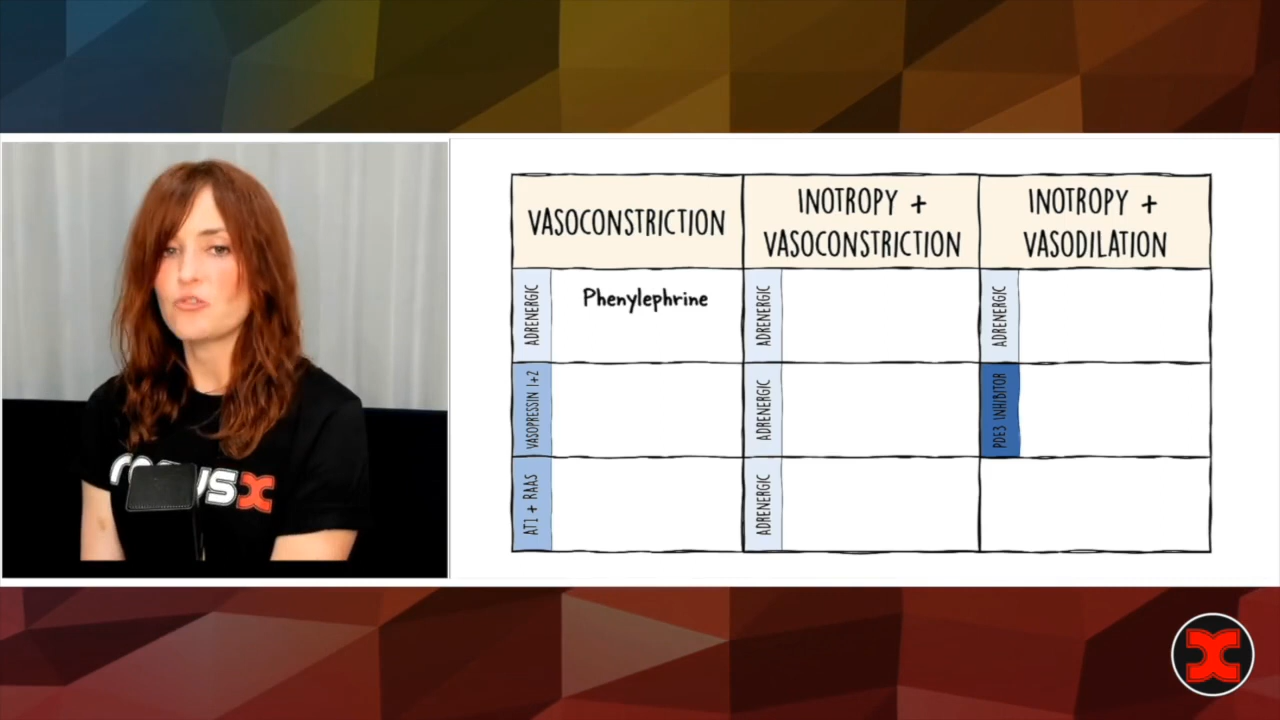 VASOCONSTRICTION
INOTROPY +
VASOCONSTRICTION
INOTROPY +
VASODILATION
ADRENERGIC
Phenylephrine
ADRENERGIC
ADRENERGIC
VASOPRESSIN 1+2
ADRENERGIC
PDE3 INHIBITOR
AT1 + RAAS
ADRENERGIC